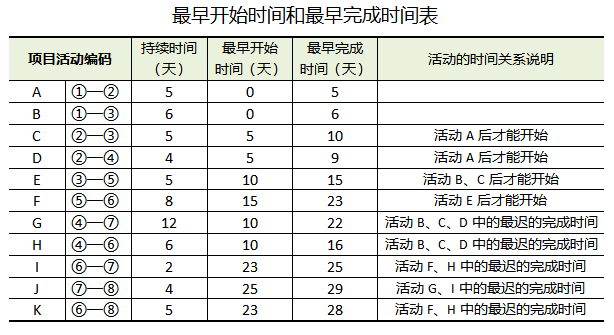 最早开始时间和最早完成时间表
项目活动编码 持续时间（天） 最早开始时间（天） 最早完成时间（天） 活动的时间关系说明
A ①—② 5 0 5
B ①—③ 6 0 6
C ②—③ 5 5 10 活动 A 后才能开始
D ②—④ 4 5 9 活动 A 后才能开始
E ③—⑤ 5 10 15 活动 B、C 后才能开始
F ⑤—⑥ 8 15 23 活动 E 后才能开始
G ④—⑦ 12 10 22 活动 B、C、D 中的最迟的完成时间
H ④—⑥ 6 10 16 活动 B、C、D 中的最迟的完成时间
I ⑥—⑦ 2 23 25 活动 F、H 中的最迟的完成时间
J ⑦—⑧ 4 25 29 活动 G、I 中的最迟的完成时间
K ⑥—⑧ 5 23 28 活动 F、H 中的最迟的完成时间